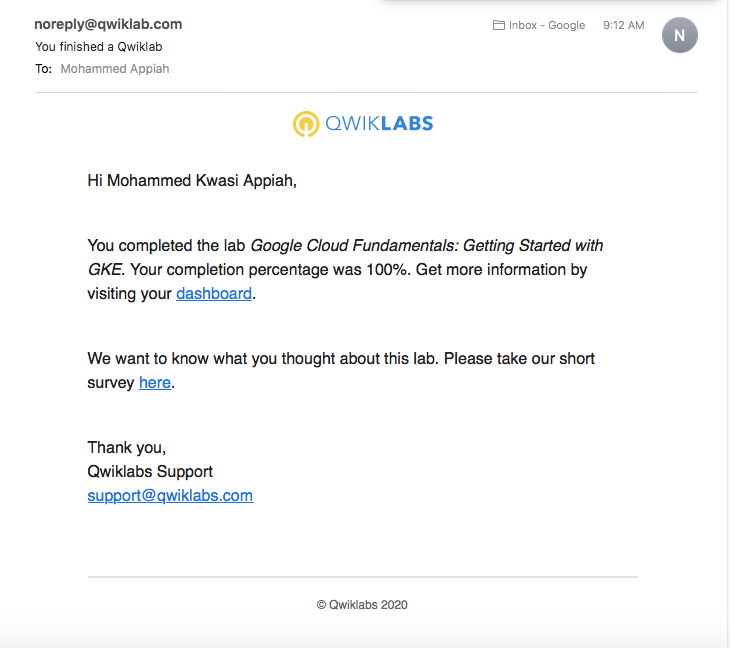 noreply@qwiklab.com
Inbox - Google
9:12 AM
N
You finished a Qwiklab
To: Mohammed Appiah
QWIKLABS
Hi Mohammed Kwasi Appiah,
You completed the lab Google Cloud Fundamentals: Getting Started with
GKE. Your completion percentage was 100%. Get more information by
visiting your dashboard.
We want to know what you thought about this lab. Please take our short
survey here.
Thank you,
Qwiklabs Support
support@qwiklabs.com
© Qwiklabs 2020